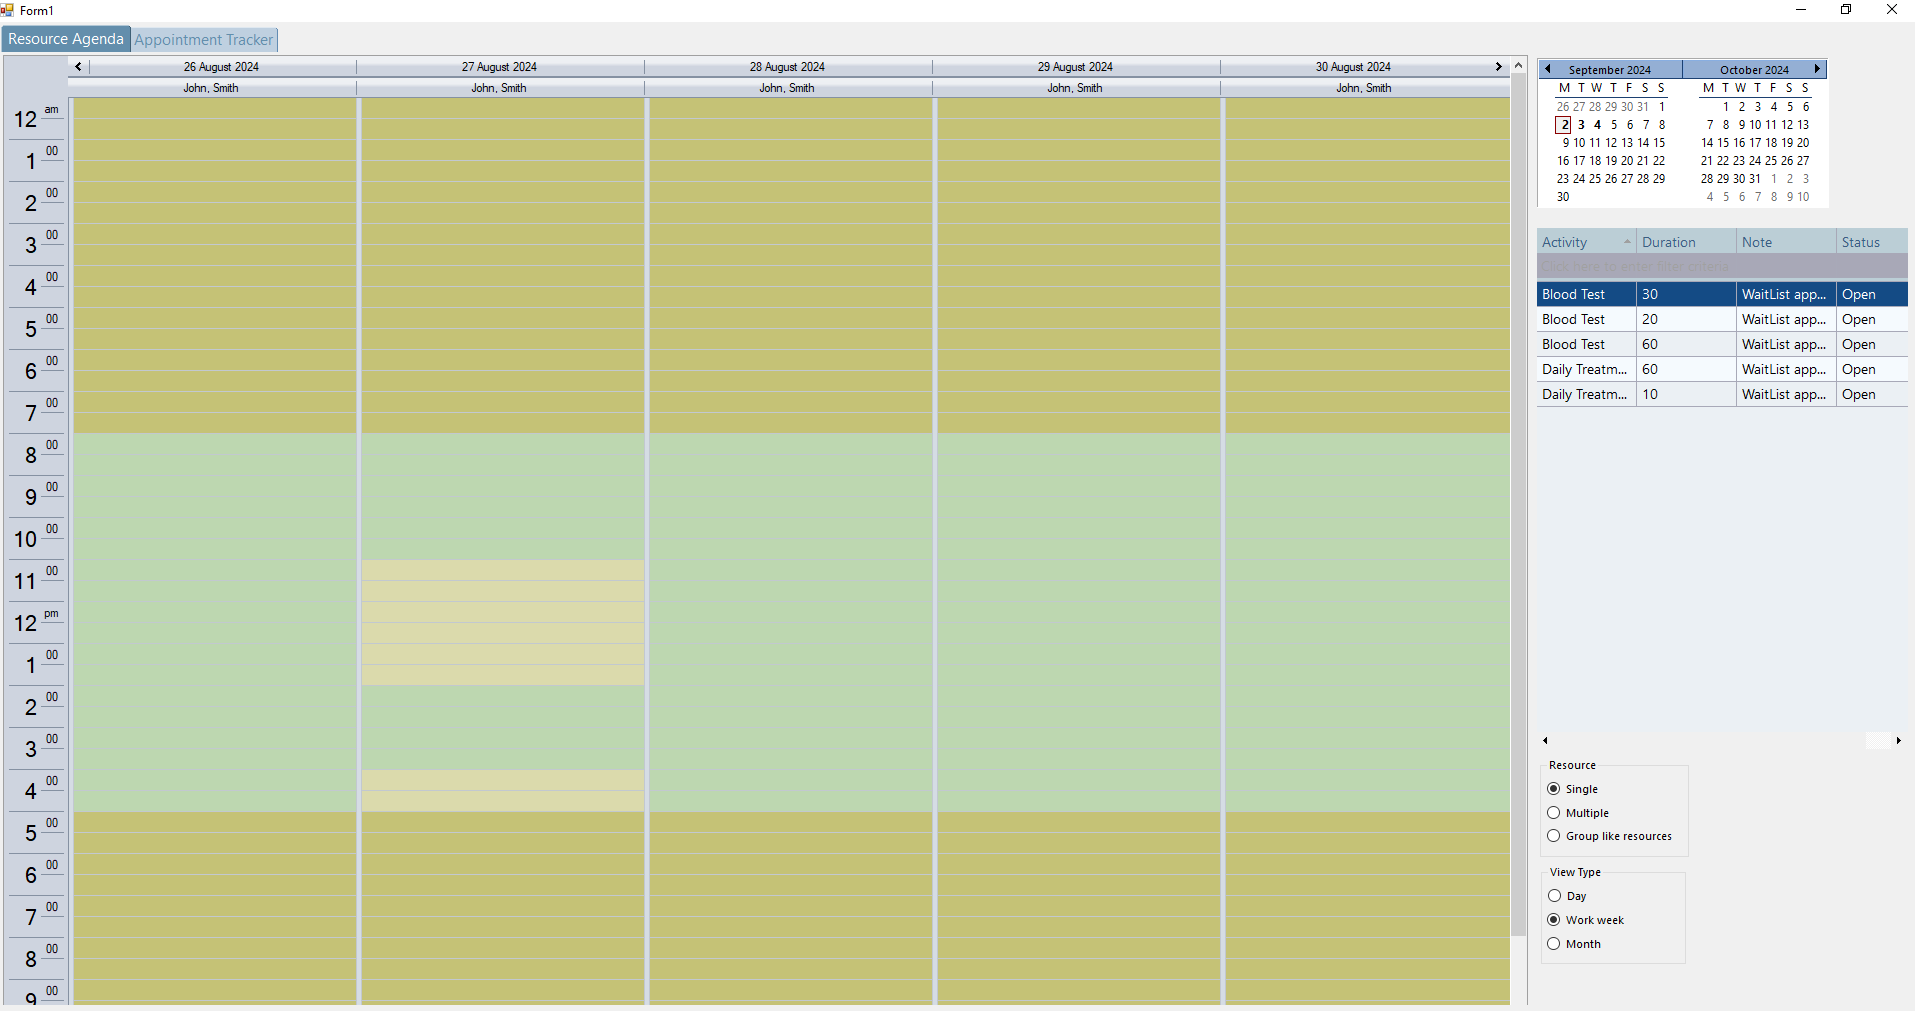 Form1
Resource Agenda Appointment Tracker
26 August 2024 27 August 2024 28 August 2024 29 August 2024 30 August 2024
John, Smith John, Smith John, Smith John, Smith John, Smith
12 am
1 00
2 00
3 00
4 00
5 00
6 00
7 00
8 00
9 00
10 00
11 00
12 pm
1 00
2 00
3 00
4 00
5 00
6 00
7 00
8 00
9 00
September 2024
M T W T F S S
26 27 28 29 30 31 1
2 3 4 5 6 7 8
9 10 11 12 13 14 15
16 17 18 19 20 21 22
23 24 25 26 27 28 29
30
October 2024
M T W T F S S
1 2 3 4 5 6
7 8 9 10 11 12 13
14 15 16 17 18 19 20
21 22 23 24 25 26 27
28 29 30 31 1 2 3
4 5 6 7 8 9 10
Activity Duration Note Status
Click here to enter filter criteria
Blood Test 30 WaitList app... Open
Blood Test 20 WaitList app... Open
Blood Test 60 WaitList app... Open
Daily Treatm... 60 WaitList app... Open
Daily Treatm... 10 WaitList app... Open
Resource
Single
Multiple
Group like resources
View Type
Day
Work week
Month